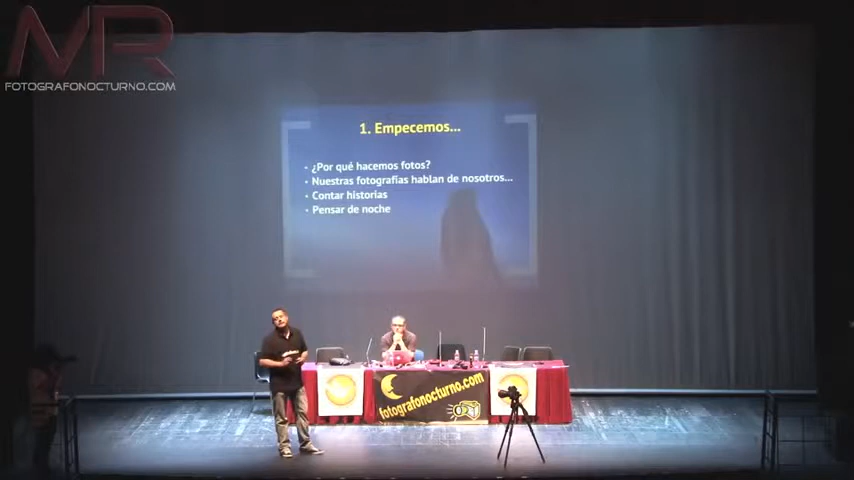 MR
FOTOGRAFONOCTURNO.COM
1. Empecemos...
• ¿Por qué hacemos fotos?
• Nuestras fotografías hablan de nosotros...
• Contar historias
• Pensar de noche
fotografonocturno.com